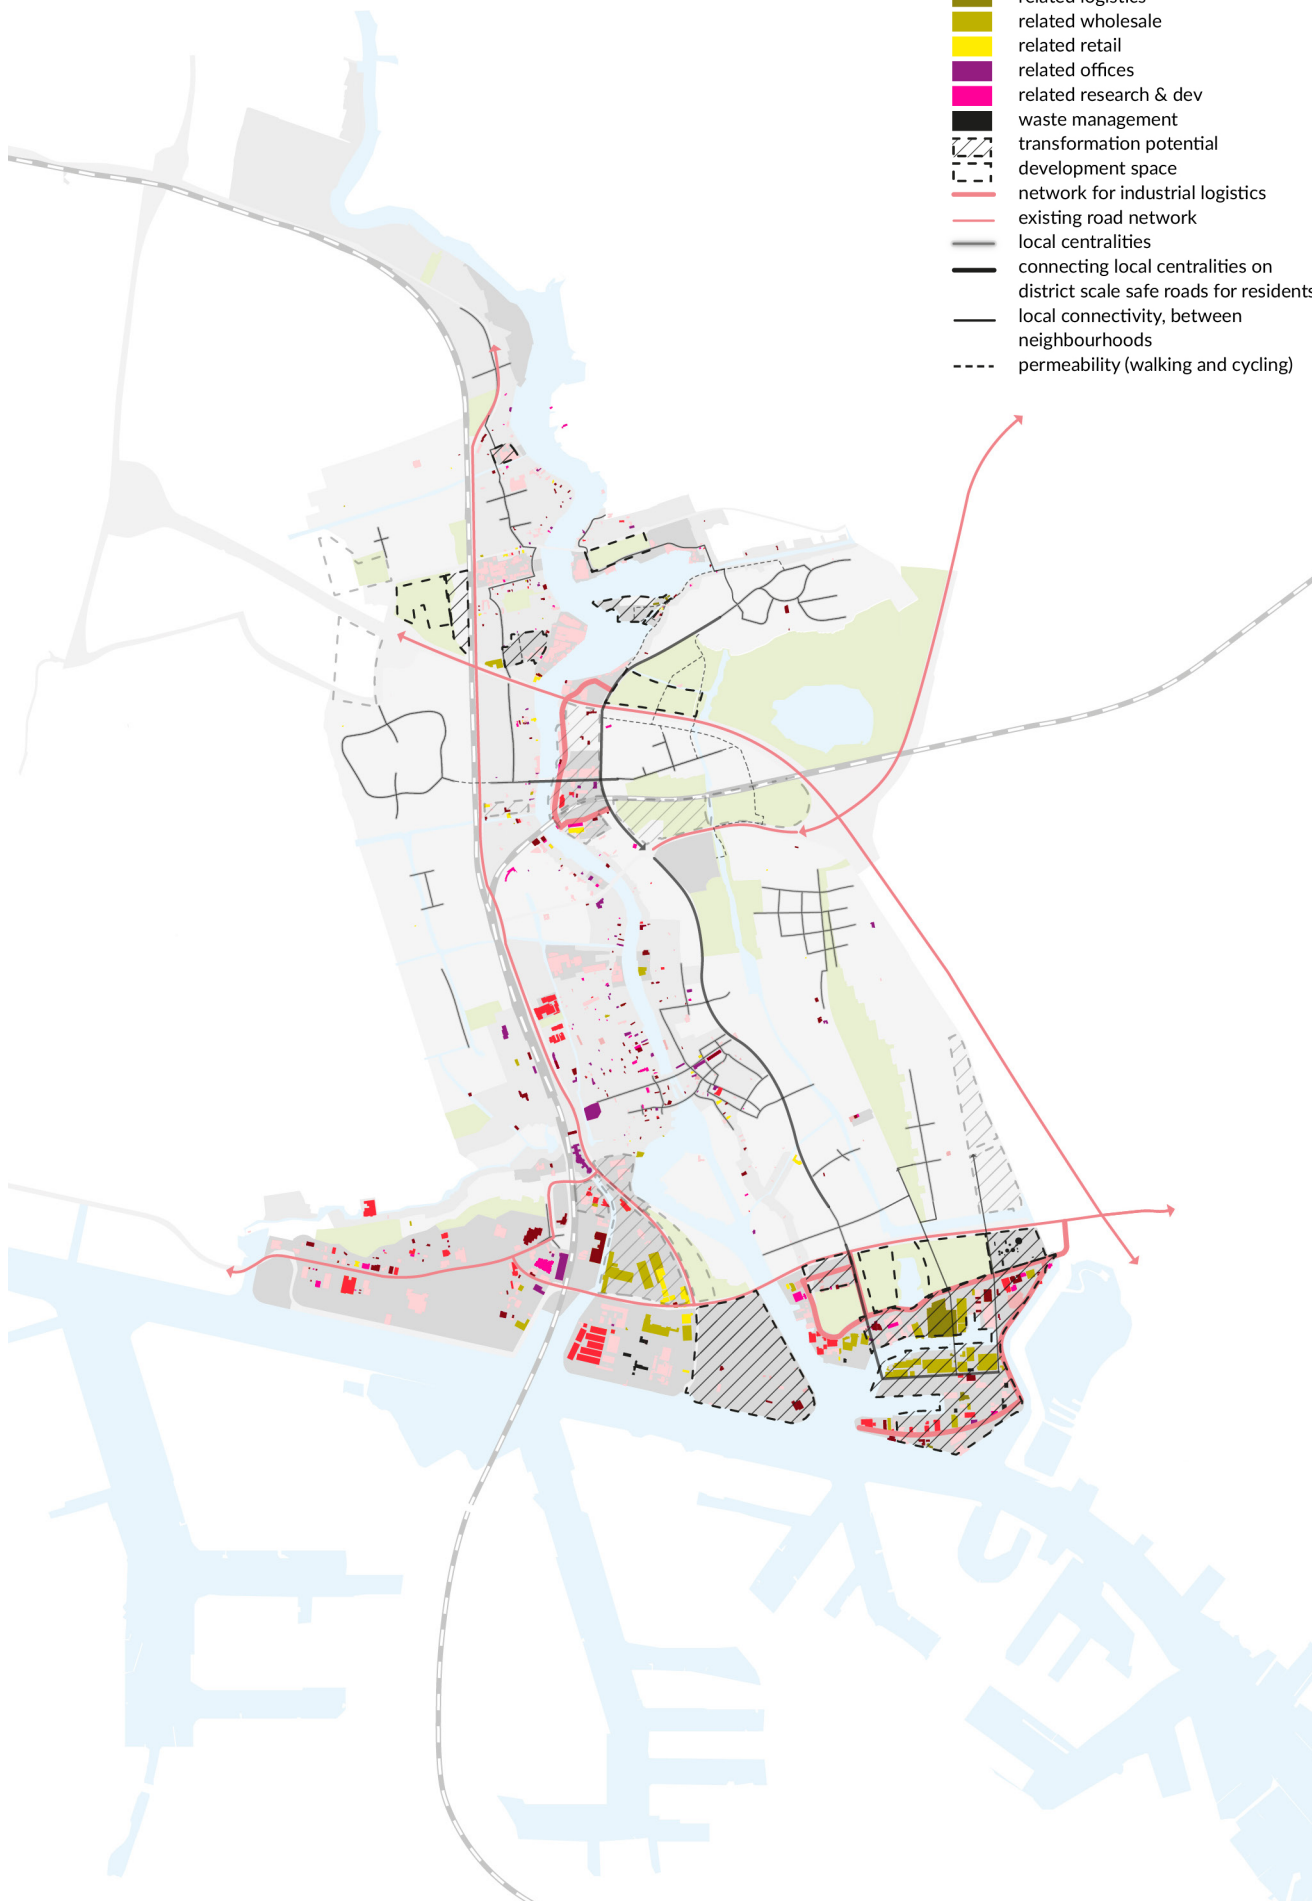 related logistics
related wholesale
related retail
related offices
related research & dev
waste management
transformation potential
development space
network for industrial logistics
existing road network
local centralities
connecting local centralities on
district scale safe roads for residents
local connectivity, between
neighbourhoods
permeability (walking and cycling)